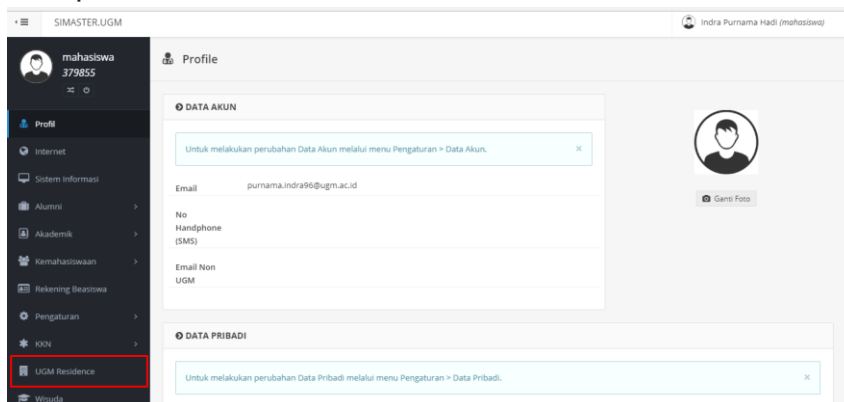 SIMASTER.UGM
Indra Purnama Hadi (mahasiswa)
mahasiswa
379855
Profil
Internet
Sistem Informasi
Alumni
Akademik
Kemahasiswaan
Rekening Beasiswa
Pengaturan
KKN
UGM Residence
Wisuda
Profile
DATA AKUN
Untuk melakukan perubahan Data Akun melalui menu Pengaturan > Data Akun. ×
Email purnama.indra96@ugm.ac.id
No
Handphone
(SMS)
Email Non
UGM
Ganti Foto
DATA PRIBADI
Untuk melakukan perubahan Data Pribadi melalui menu Pengaturan > Data Pribadi. ×